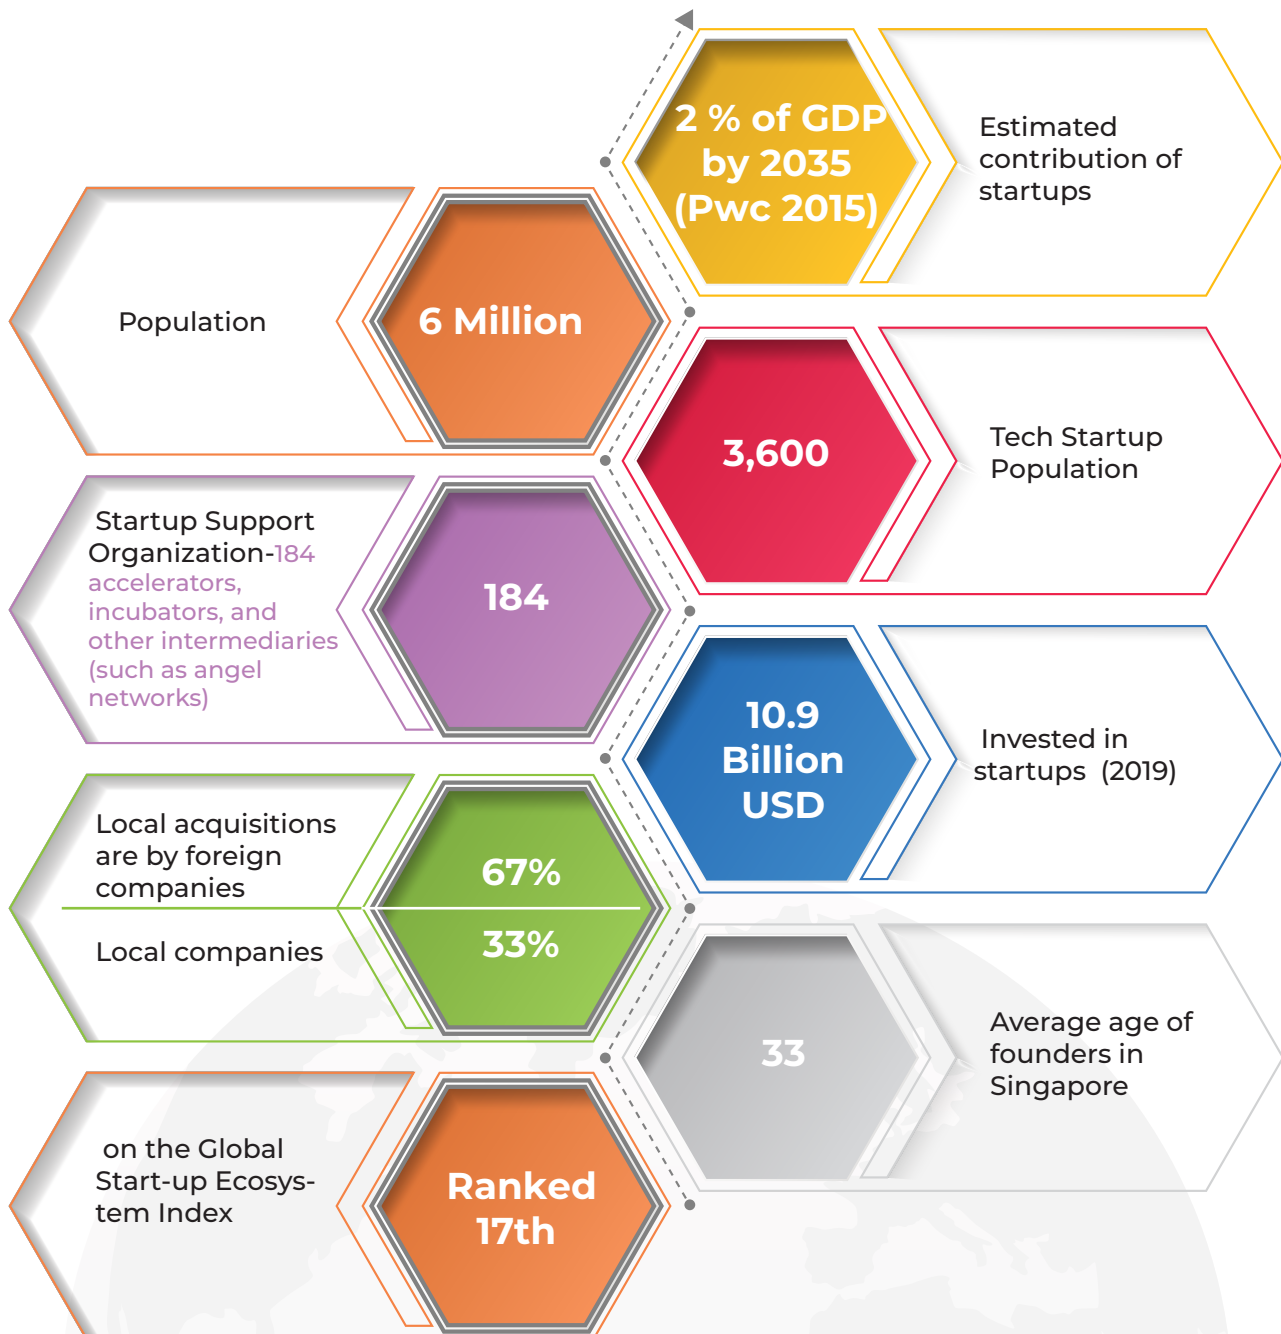 2 % of GDP
by 2035
(Pwc 2015)
Estimated
contribution of
startups
Population
6 Million
3,600
Tech Startup
Population
Startup Support
Organization-184
accelerators,
incubators, and
other intermediaries
(such as angel
networks)
184
10.9
Billion
USD
Invested in
startups (2019)
Local acquisitions
are by foreign
companies
67%
Local companies
33%
33
Average age of
founders in
Singapore
on the Global
Start-up Ecosys-
tem Index
Ranked
17th